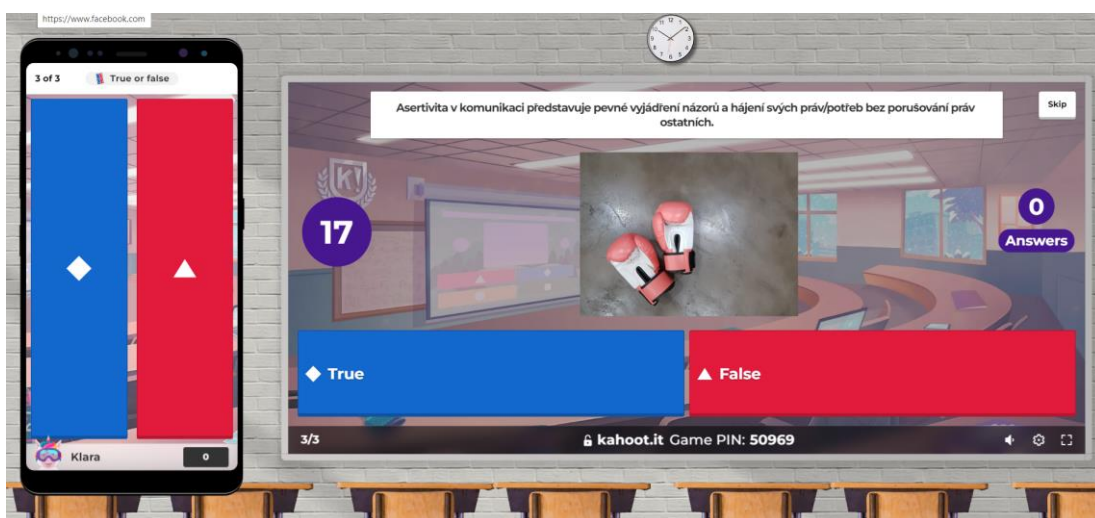 https://www.facebook.com
3 of 3
True or false
Klara
0
Asertivita v komunikaci představuje pevné vyjádření názorů a hájení svých práv/potřeb bez porušování práv
ostatních.
Skip
K!
17
0
Answers
True
False
3/3
kahoot.it Game PIN: 50969